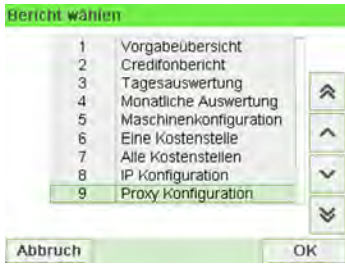 Bericht wählen
1 Vorgabeübersicht
2 Credifonbericht
3 Tagesauswertung
4 Monatliche Auswertung
5 Maschinenkonfiguration
6 Eine Kostenstelle
7 Alle Kostenstellen
8 IP Konfiguration
9 Proxy Konfiguration
Abbruch OK